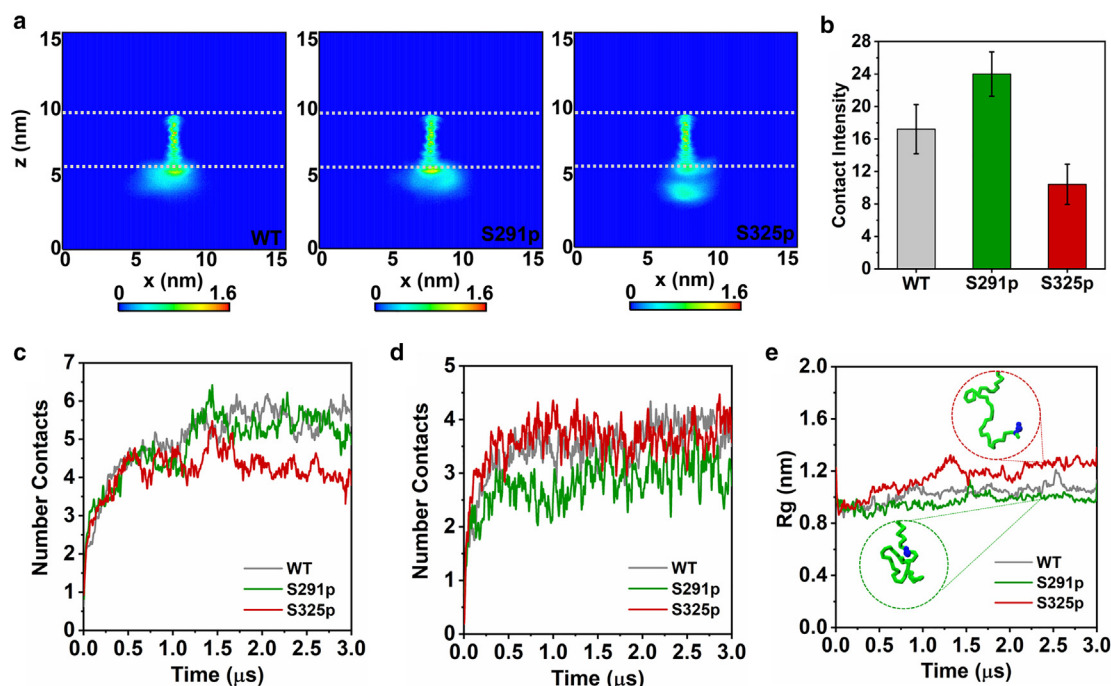 a
15
10
5
0
z (nm)
WT
0 5 10 15
x (nm)
0 1.6
15
10
5
0
S291p
0 5 10 15
x (nm)
0 1.6
15
10
5
0
S325p
0 5 10 15
x (nm)
0 1.6
b
28
24
20
16
12
8
4
0
Contact Intensity
WT S291p S325p
c
7
6
5
4
3
2
1
0
Number Contacts
WT
S291p
S325p
0.0 0.5 1.0 1.5 2.0 2.5 3.0
Time (μs)
d
5
4
3
2
1
0
Number Contacts
WT
S291p
S325p
0.0 0.5 1.0 1.5 2.0 2.5 3.0
Time (μs)
e
2.0
1.6
1.2
0.8
0.4
0.0
Rg (nm)
WT
S291p
S325p
0.0 0.5 1.0 1.5 2.0 2.5 3.0
Time (μs)